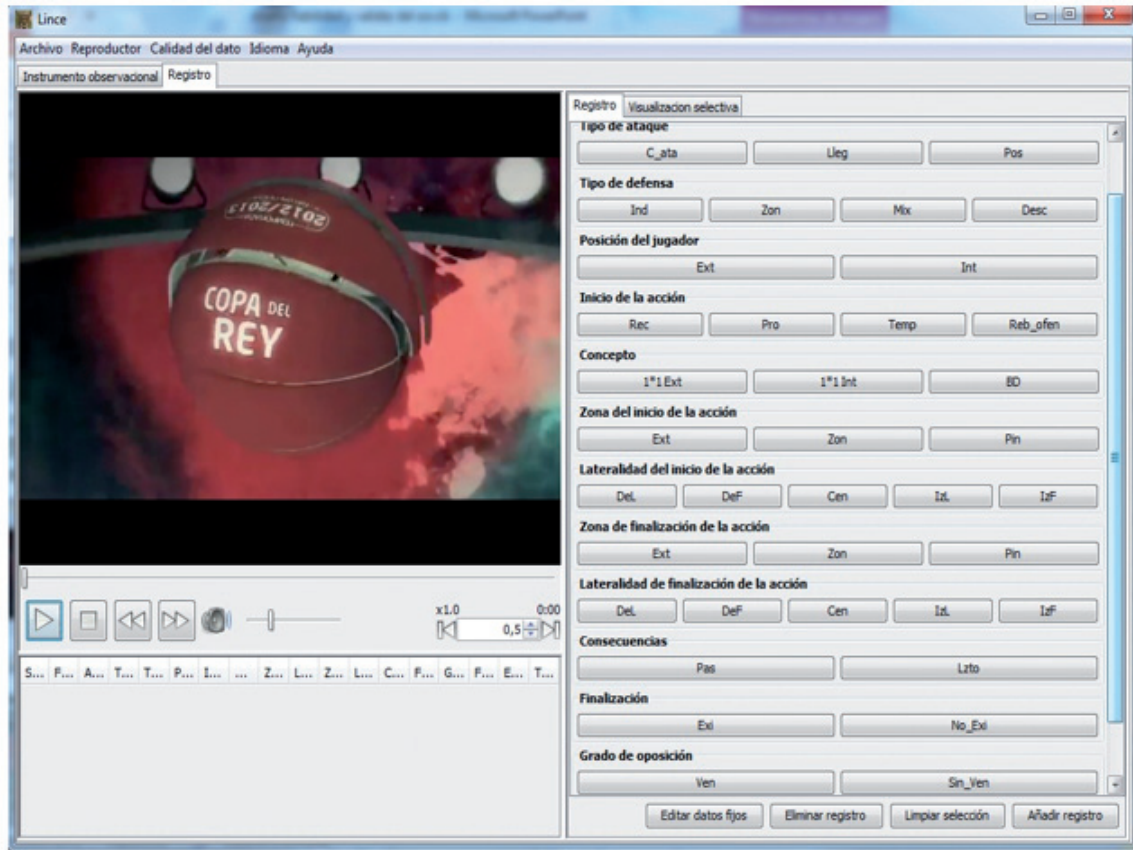 Lince
Archivo Reproductor Calidad del dato Idioma Ayuda
Instrumento observacional Registro
TEMPORADA
2012/2013
COPA DEL
REY
x1.0 0:00
0,5
S... F... A... T... T... P... I... ... Z... L... Z... L... C... F... G... F... E... T...
Registro Visualizacion selectiva
Tipo de ataque
C_ata Lleg Pos
Tipo de defensa
Ind Zon Mix Desc
Posición del jugador
Ext Int
Inicio de la acción
Rec Pro Temp Reb_ofen
Concepto
1*1 Ext 1*1 Int BD
Zona del inicio de la acción
Ext Zon Pin
Lateralidad del inicio de la acción
DeL DeF Cen IzL IzF
Zona de finalización de la acción
Ext Zon Pin
Lateralidad de finalización de la acción
DeL DeF Cen IzL IzF
Consecuencias
Pas Lzto
Finalización
Exi No_Exi
Grado de oposición
Ven Sin_Ven
Editar datos fijos Eliminar registro Limpiar selección Añadir registro